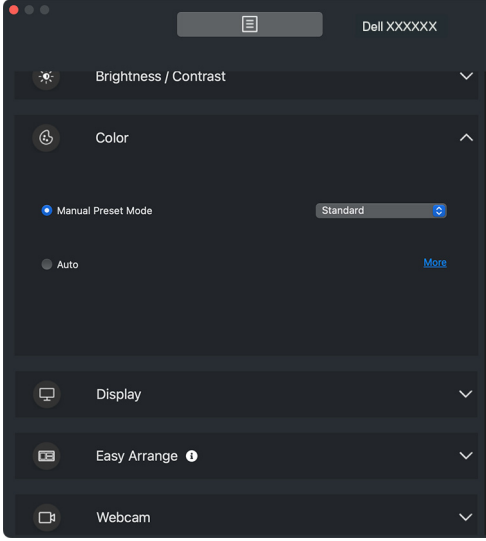 Dell XXXXXX
Brightness / Contrast
Color
Manual Preset Mode Standard
Auto More
Display
Easy Arrange
Webcam